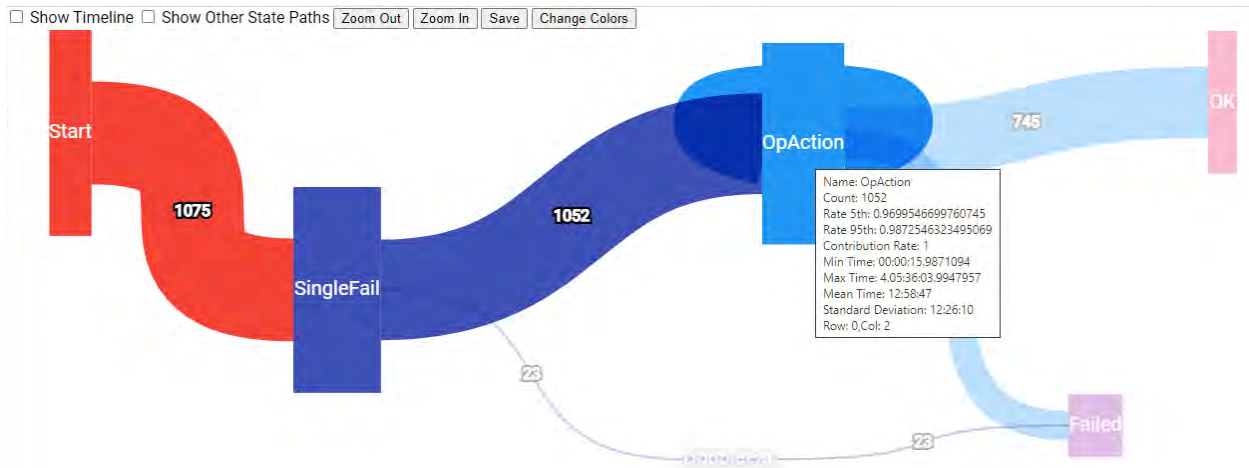 Show Timeline Show Other State Paths Zoom Out Zoom In Save Change Colors
Start
1075
SingleFail
1052
OpAction
745
OK
Name: OpAction
Count: 1052
Rate 5th: 0.9699546699760745
Rate 95th: 0.9872546323495069
Contribution Rate: 1
Min Time: 00:00:15.9871094
Max Time: 4.05:36:03.9947957
Mean Time: 12:58:47
Standard Deviation: 12:26:10
Row: 0,Col: 2
23
23
Failed